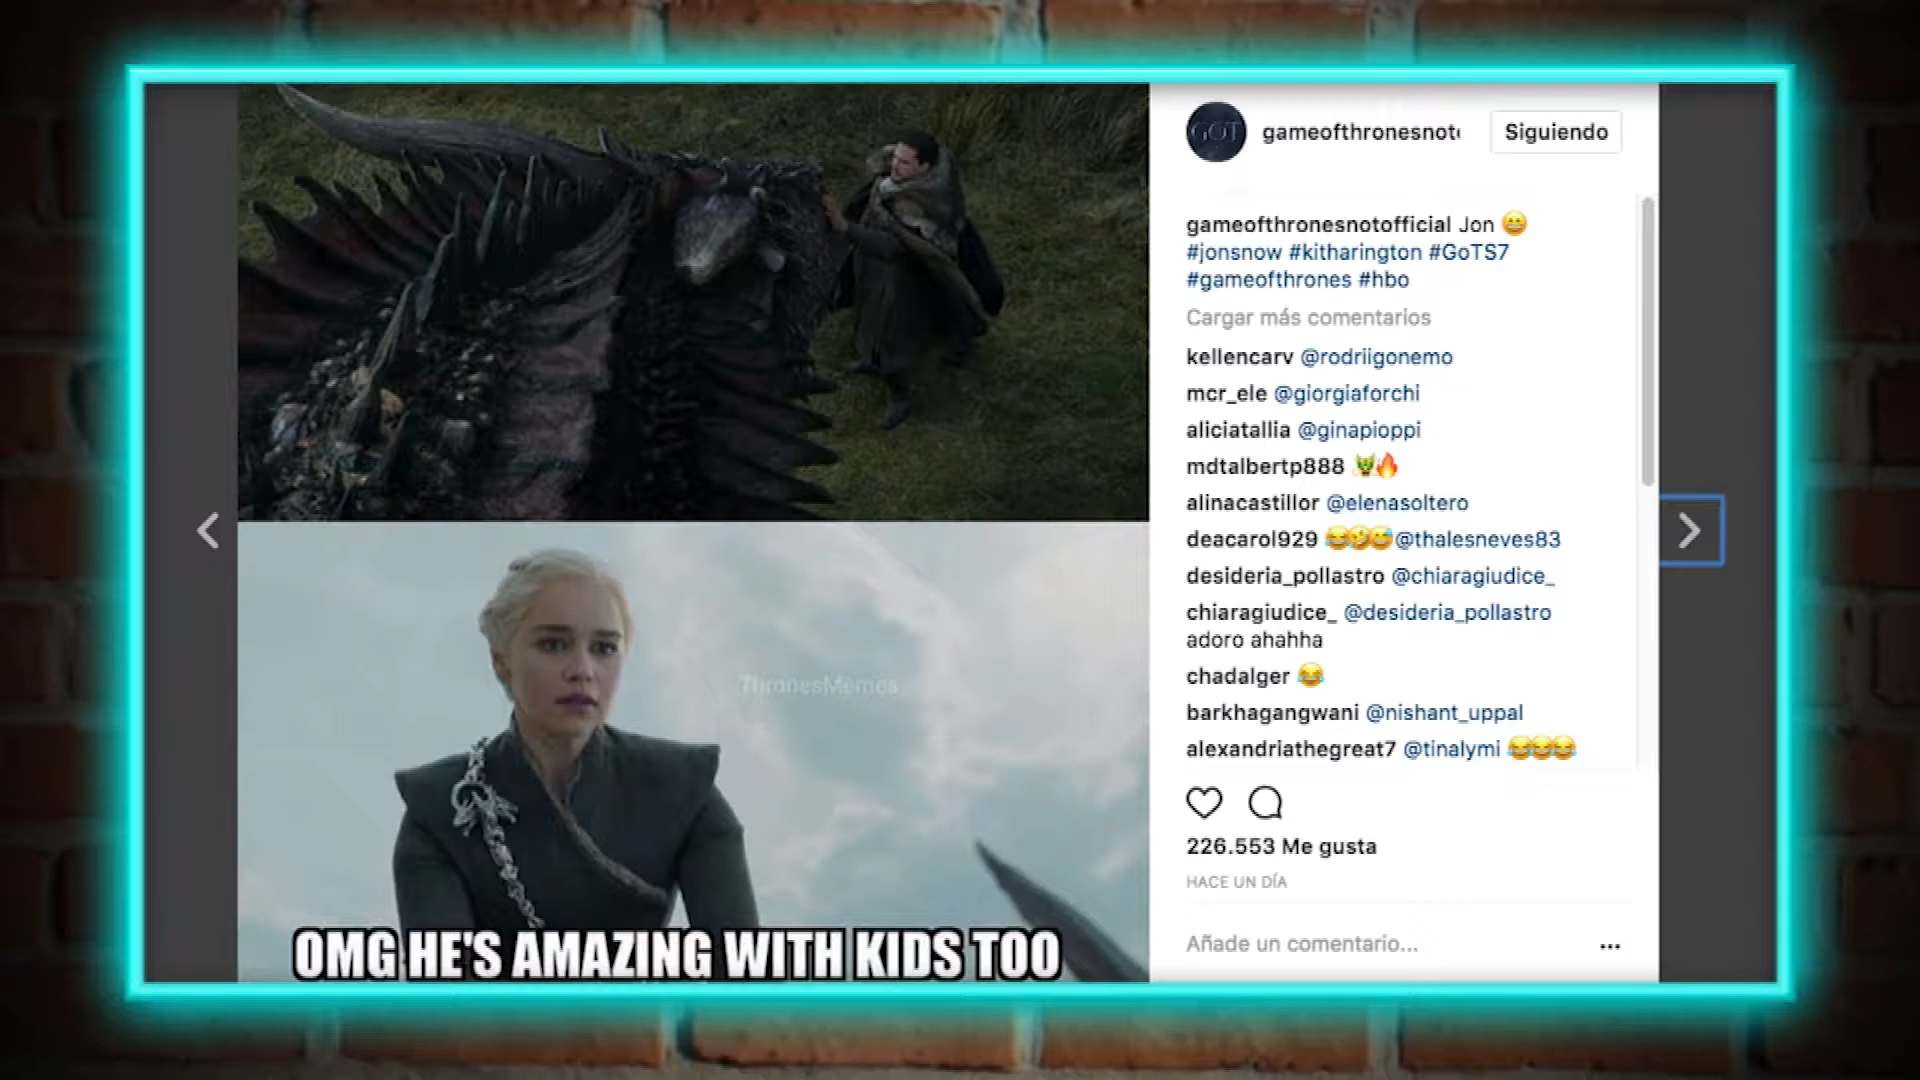 GOT
gameofthronesnot
Siguiendo
gameofthronesnotofficial Jon 😁
#jonsnow #kitharington #GoTS7
#gameofthrones #hbo
Cargar más comentarios
kellencarv @rodriigonemo
mcr_ele @giorgiaforchi
aliciatallia @ginapioppi
mdtalbertp888 🐲🔥
alinacastillor @elenasoltero
deacarol929 😂🤣😅@thalesneves83
desideria_pollastro @chiaragiudice_
chiaragiudice_ @desideria_pollastro
adoro ahahha
chadalger 😂
barkhagangwani @nishant_uppal
alexandriathegreat7 @tinalymi 😂😂😂
226.553 Me gusta
HACE UN DÍA
Añade un comentario...
ThronesMemes
OMG HE'S AMAZING WITH KIDS TOO